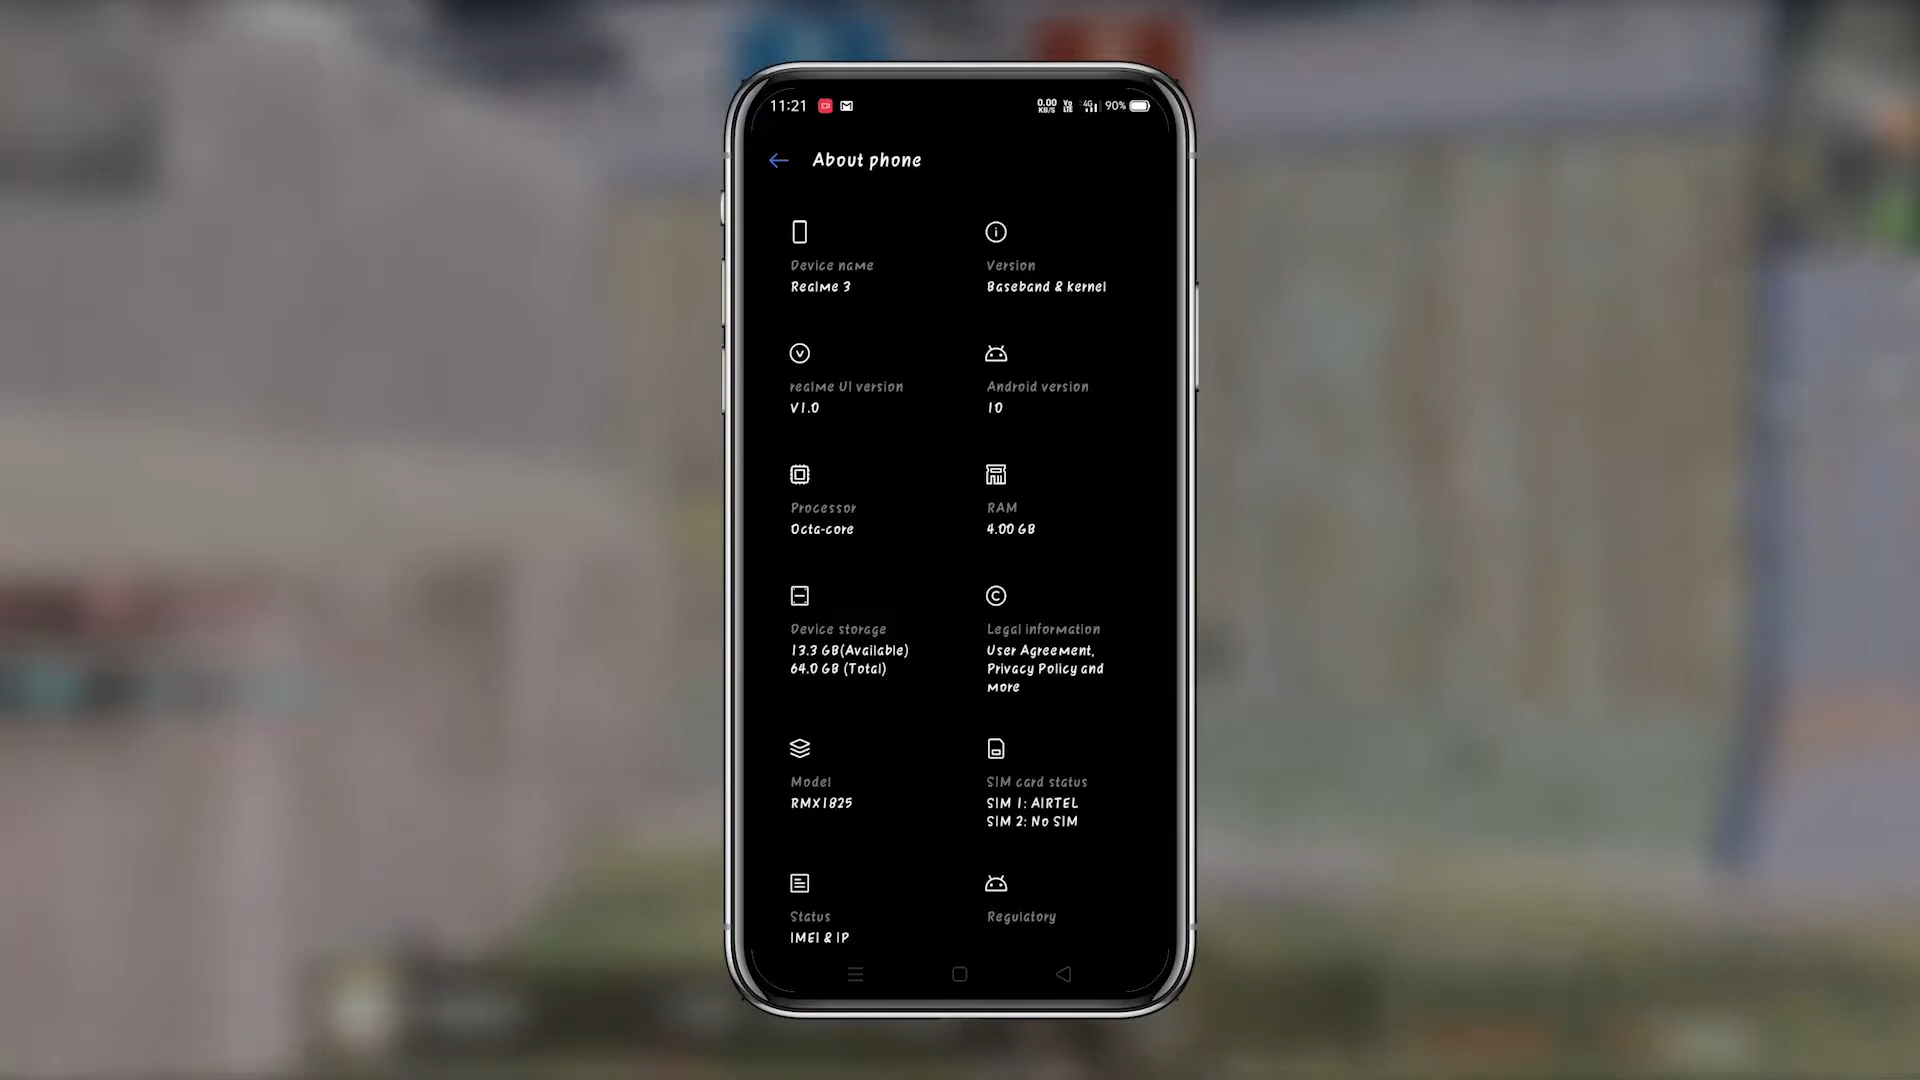 11:21
0.00 KB/S Vo LTE 4G 90%
About phone
Device name
Realme 3
Version
Baseband & kernel
realme UI version
V1.0
Android version
10
Processor
Octa-core
RAM
4.00 GB
Device storage
13.3 GB(Available)
64.0 GB (Total)
Legal information
User Agreement,
Privacy Policy and
more
Model
RMX1825
SIM card status
SIM 1: AIRTEL
SIM 2: No SIM
Status
IMEI & IP
Regulatory